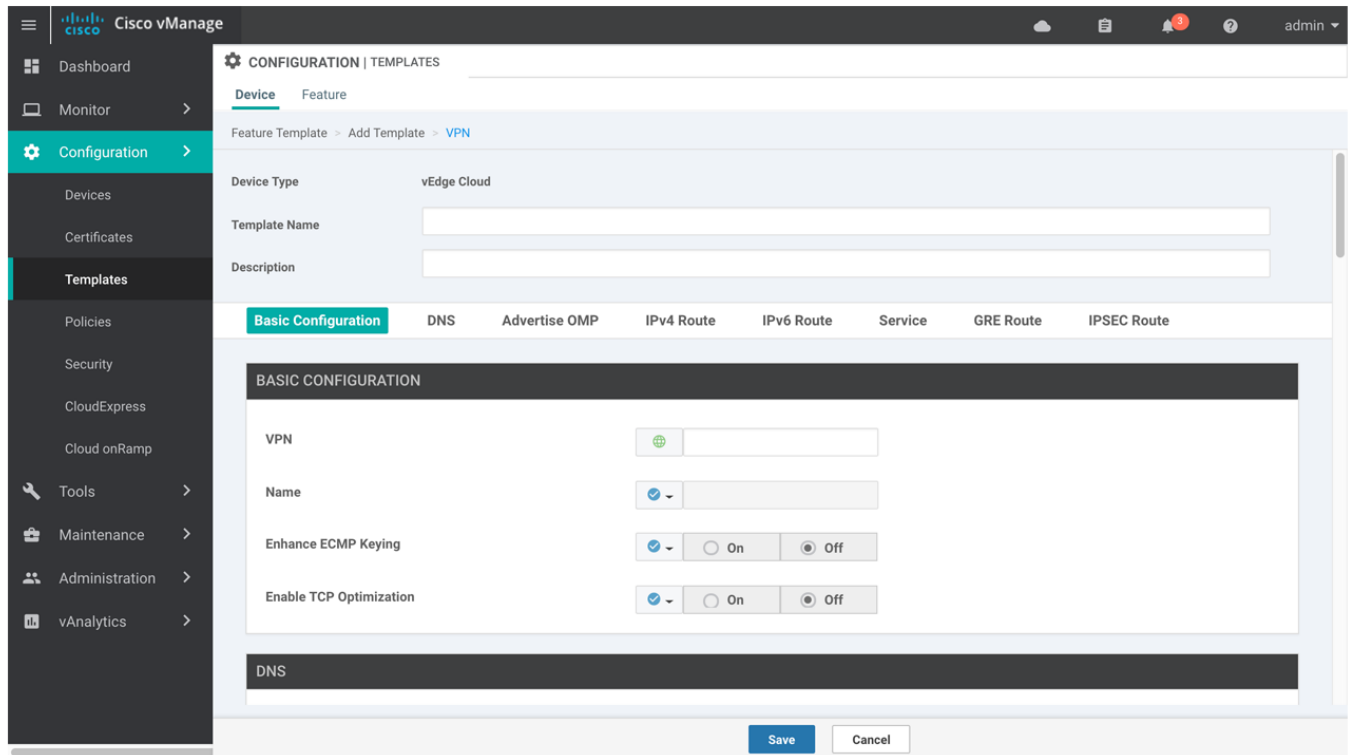 cisco Cisco vManage
3
admin
Dashboard
Monitor
Configuration
Devices
Certificates
Templates
Policies
Security
CloudExpress
Cloud onRamp
Tools
Maintenance
Administration
vAnalytics
CONFIGURATION | TEMPLATES
Device Feature
Feature Template > Add Template > VPN
Device Type vEdge Cloud
Template Name
Description
Basic Configuration DNS Advertise OMP IPv4 Route IPv6 Route Service GRE Route IPSEC Route
BASIC CONFIGURATION
VPN
Name
Enhance ECMP Keying On Off
Enable TCP Optimization On Off
DNS
Save Cancel